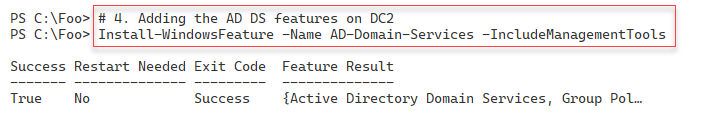 PS C:\Foo> # 4. Adding the AD DS features on DC2
PS C:\Foo> Install-WindowsFeature -Name AD-Domain-Services -IncludeManagementTools
Success Restart Needed Exit Code Feature Result
------- -------------- --------- --------------
True No Success {Active Directory Domain Services, Group Pol…